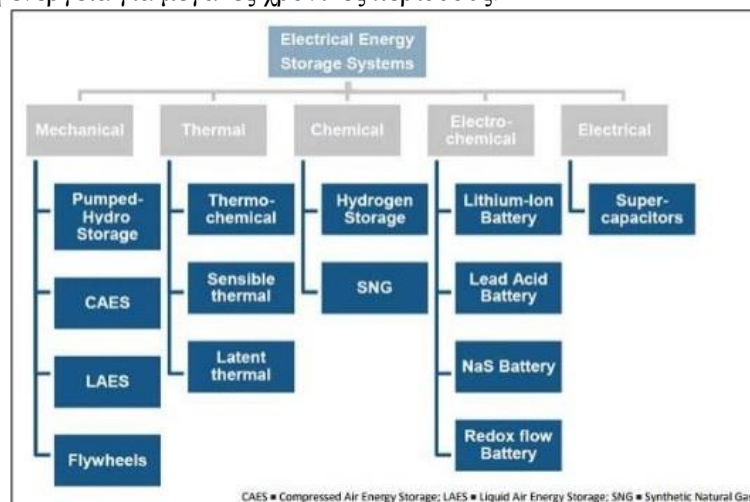 Electrical Energy
Storage Systems
Mechanical
Thermal
Chemical
Electro-
chemical
Electrical
Pumped-
Hydro
Storage
CAES
LAES
Flywheels
Thermo-
chemical
Sensible
thermal
Latent
thermal
Hydrogen
Storage
SNG
Lithium-Ion
Battery
Lead Acid
Battery
NaS Battery
Redox flow
Battery
Super-
capacitors
CAES = Compressed Air Energy Storage; LAES = Liquid Air Energy Storage; SNG = Synthetic Natural Gas